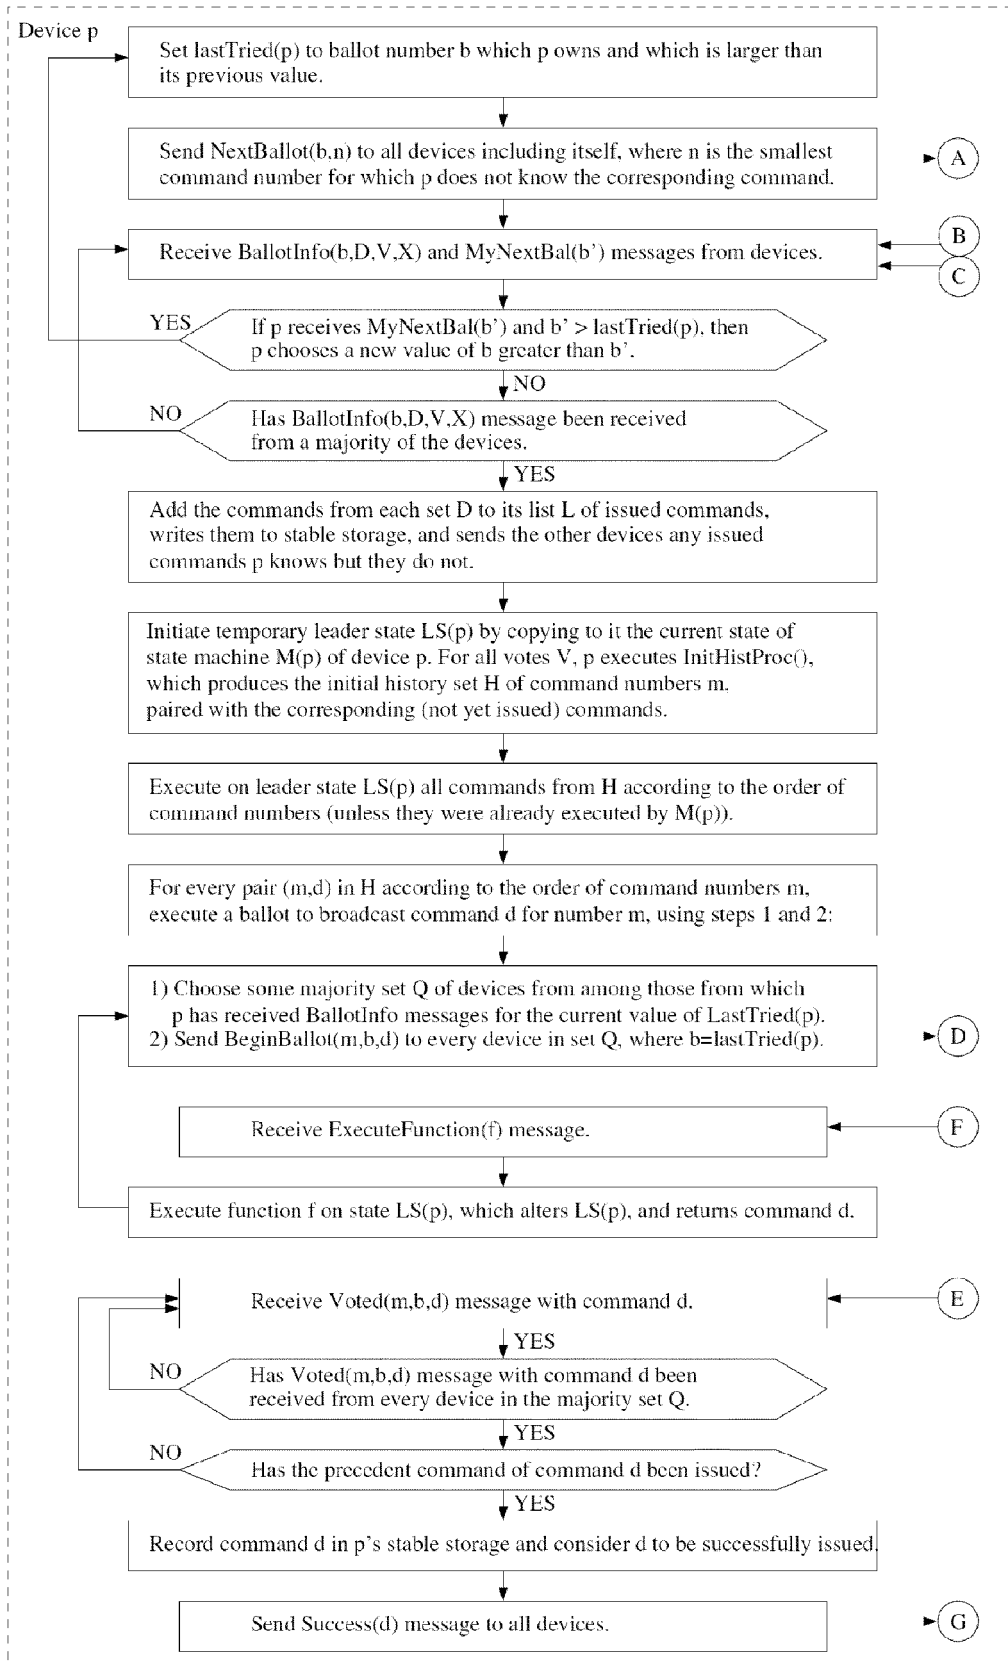 Device p
Set lastTried(p) to ballot number b which p owns and which is larger than
its previous value.
Send NextBallot(b,n) to all devices including itself, where n is the smallest
command number for which p does not know the corresponding command.
A
Receive BallotInfo(b,D,V,X) and MyNextBal(b’) messages from devices.
B
C
YES
If p receives MyNextBal(b’) and b’ > lastTried(p), then
p chooses a new value of b greater than b’.
NO
NO
Has BallotInfo(b,D,V,X) message been received
from a majority of the devices.
YES
Add the commands from each set D to its list L of issued commands,
writes them to stable storage, and sends the other devices any issued
commands p knows but they do not.
Initiate temporary leader state LS(p) by copying to it the current state of
state machine M(p) of device p. For all votes V, p executes InitHistProc(),
which produces the initial history set H of command numbers m,
paired with the corresponding (not yet issued) commands.
Execute on leader state LS(p) all commands from H according to the order of
command numbers (unless they were already executed by M(p)).
For every pair (m,d) in H according to the order of command numbers m,
execute a ballot to broadcast command d for number m, using steps 1 and 2:
1) Choose some majority set Q of devices from among those from which
p has received BallotInfo messages for the current value of LastTried(p).
2) Send BeginBallot(m,b,d) to every device in set Q, where b=lastTried(p).
D
Receive ExecuteFunction(f) message.
F
Execute function f on state LS(p), which alters LS(p), and returns command d.
Receive Voted(m,b,d) message with command d.
E
YES
NO
Has Voted(m,b,d) message with command d been
received from every device in the majority set Q.
YES
NO
Has the precedent command of command d been issued?
YES
Record command d in p’s stable storage and consider d to be successfully issued.
Send Success(d) message to all devices.
G